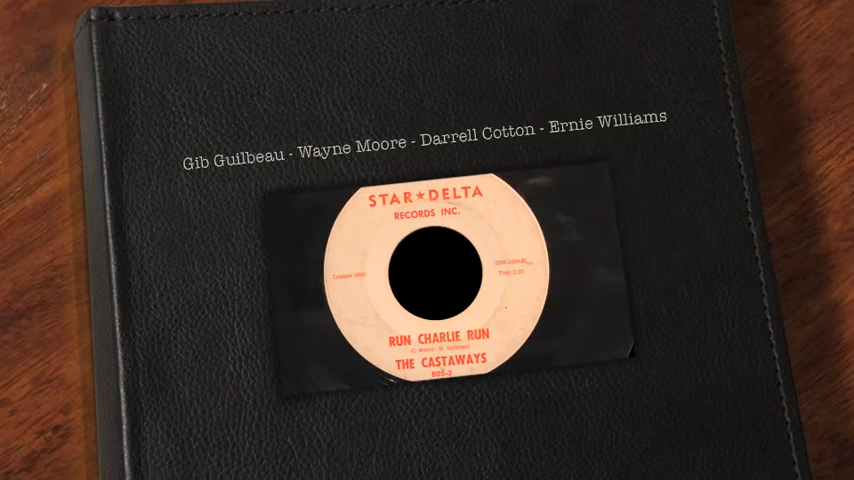 Gib Guilbeau - Wayne Moore - Darrell Cotton - Ernie Williams
STAR★DELTA
RECORDS INC.
RUN CHARLIE RUN
THE CASTAWAYS
805-2